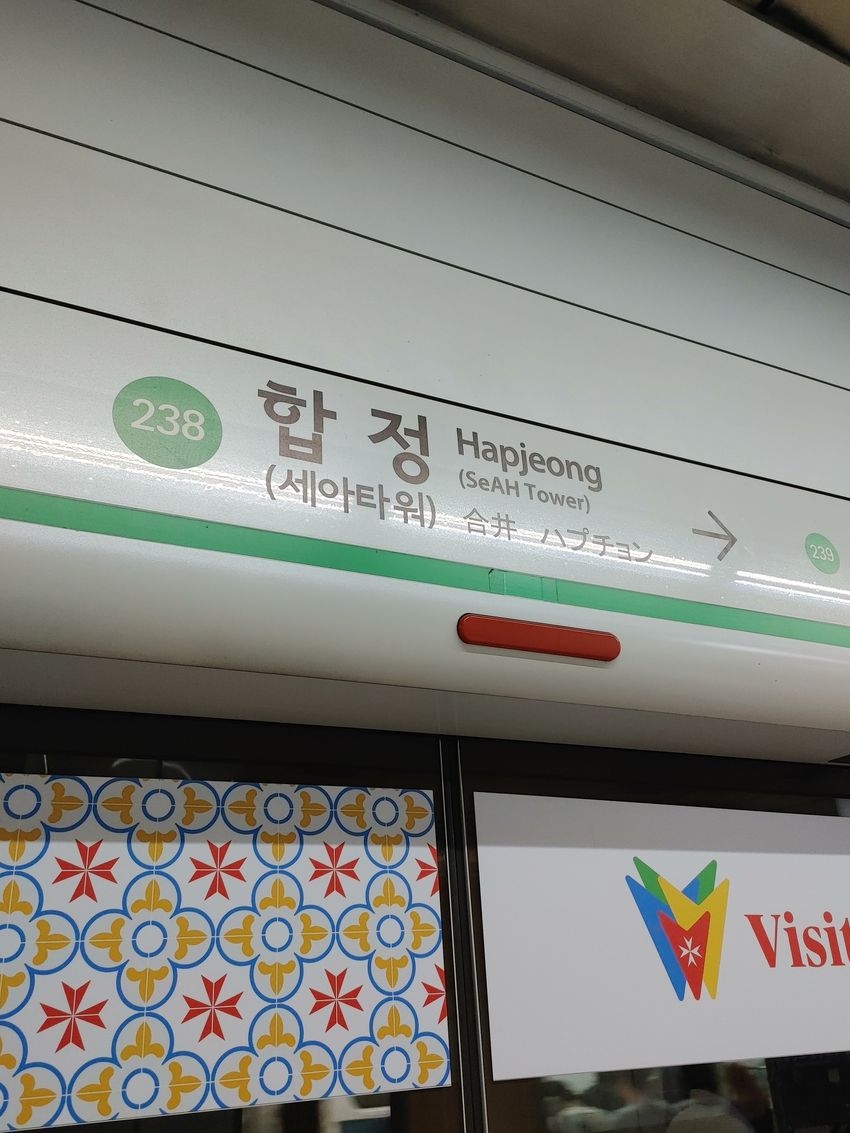 238
합 정
(세아타워)
Hapjeong
(SeAH Tower)
合井 ハプチョン
→
239
Visit